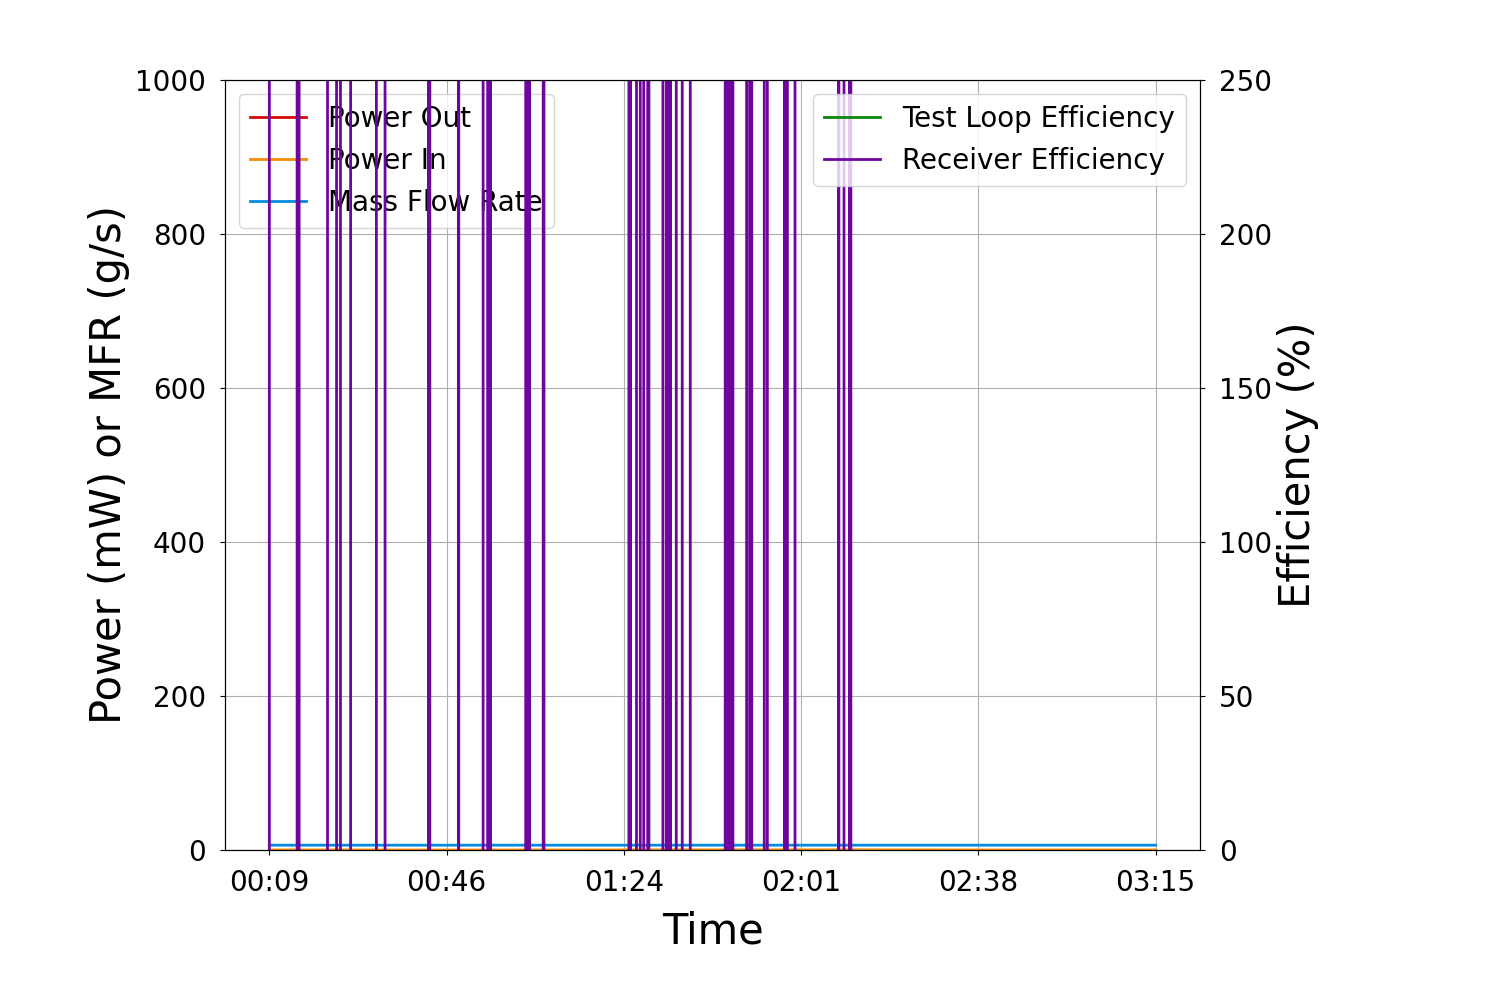 1000
800
600
400
200
0
Power (mW) or MFR (g/s)
Power Out
Power In
Mass Flow Rate
Test Loop Efficiency
Receiver Efficiency
250
200
150
100
50
0
Efficiency (%)
00:09
00:46
01:24
02:01
02:38
03:15
Time